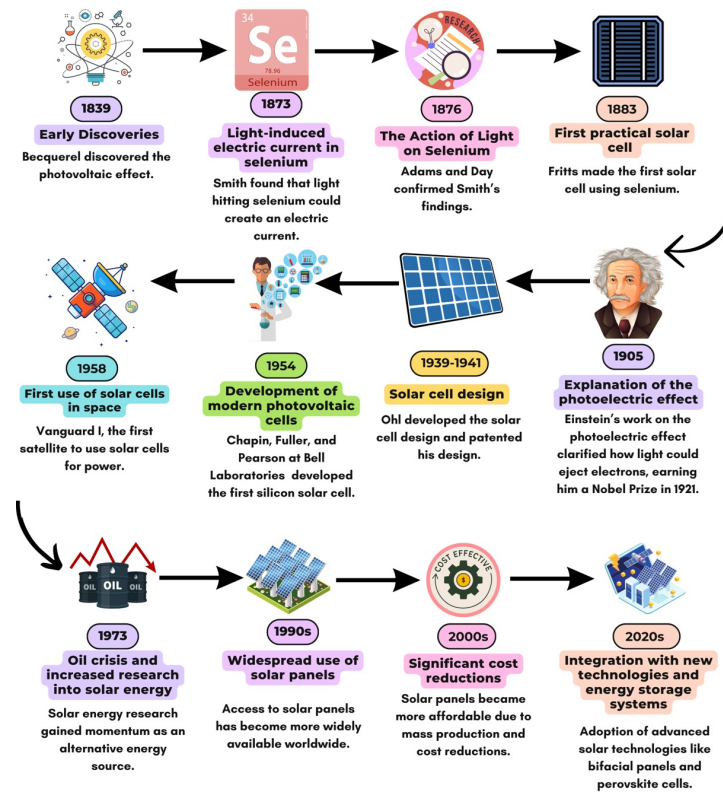 34
Se
78.96
Selenium
RESEARCH
1839
Early Discoveries
Becquerel discovered the
photovoltaic effect.
1873
Light-induced
electric current in
selenium
Smith found that light
hitting selenium could
create an electric
current.
1876
The Action of Light
on Selenium
Adams and Day
confirmed Smith's
findings.
1883
First practical solar
cell
Fritts made the first solar
cell using selenium.
1905
Explanation of the
photoelectric effect
Einstein's work on the
photoelectric effect
clarified how light could
eject electrons, earning
him a Nobel Prize in 1921.
1939-1941
Solar cell design
Ohl developed the solar
cell design and patented
his design.
1954
Development of
modern photovoltaic
cells
Chapin, Fuller, and
Pearson at Bell
Laboratories developed
the first silicon solar cell.
1958
First use of solar cells
in space
Vanguard I, the first
satellite to use solar cells
for power.
OIL
OIL
OIL
1973
Oil crisis and
increased research
into solar energy
Solar energy research
gained momentum as an
alternative energy
source.
1990s
Widespread use of
solar panels
Access to solar panels
has become more widely
available worldwide.
COST EFFECTIVE
$
2000s
Significant cost
reductions
Solar panels became
more affordable due to
mass production and
cost reductions.
2020s
Integration with new
technologies and
energy storage
systems
Adoption of advanced
solar technologies like
bifacial panels and
perovskite cells.